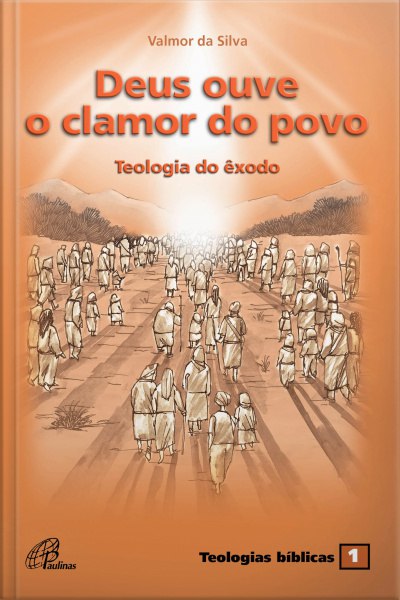 Valmor da Silva
Deus ouve
o clamor do povo
Teologia do êxodo
Paulinas
Teologias bíblicas 1